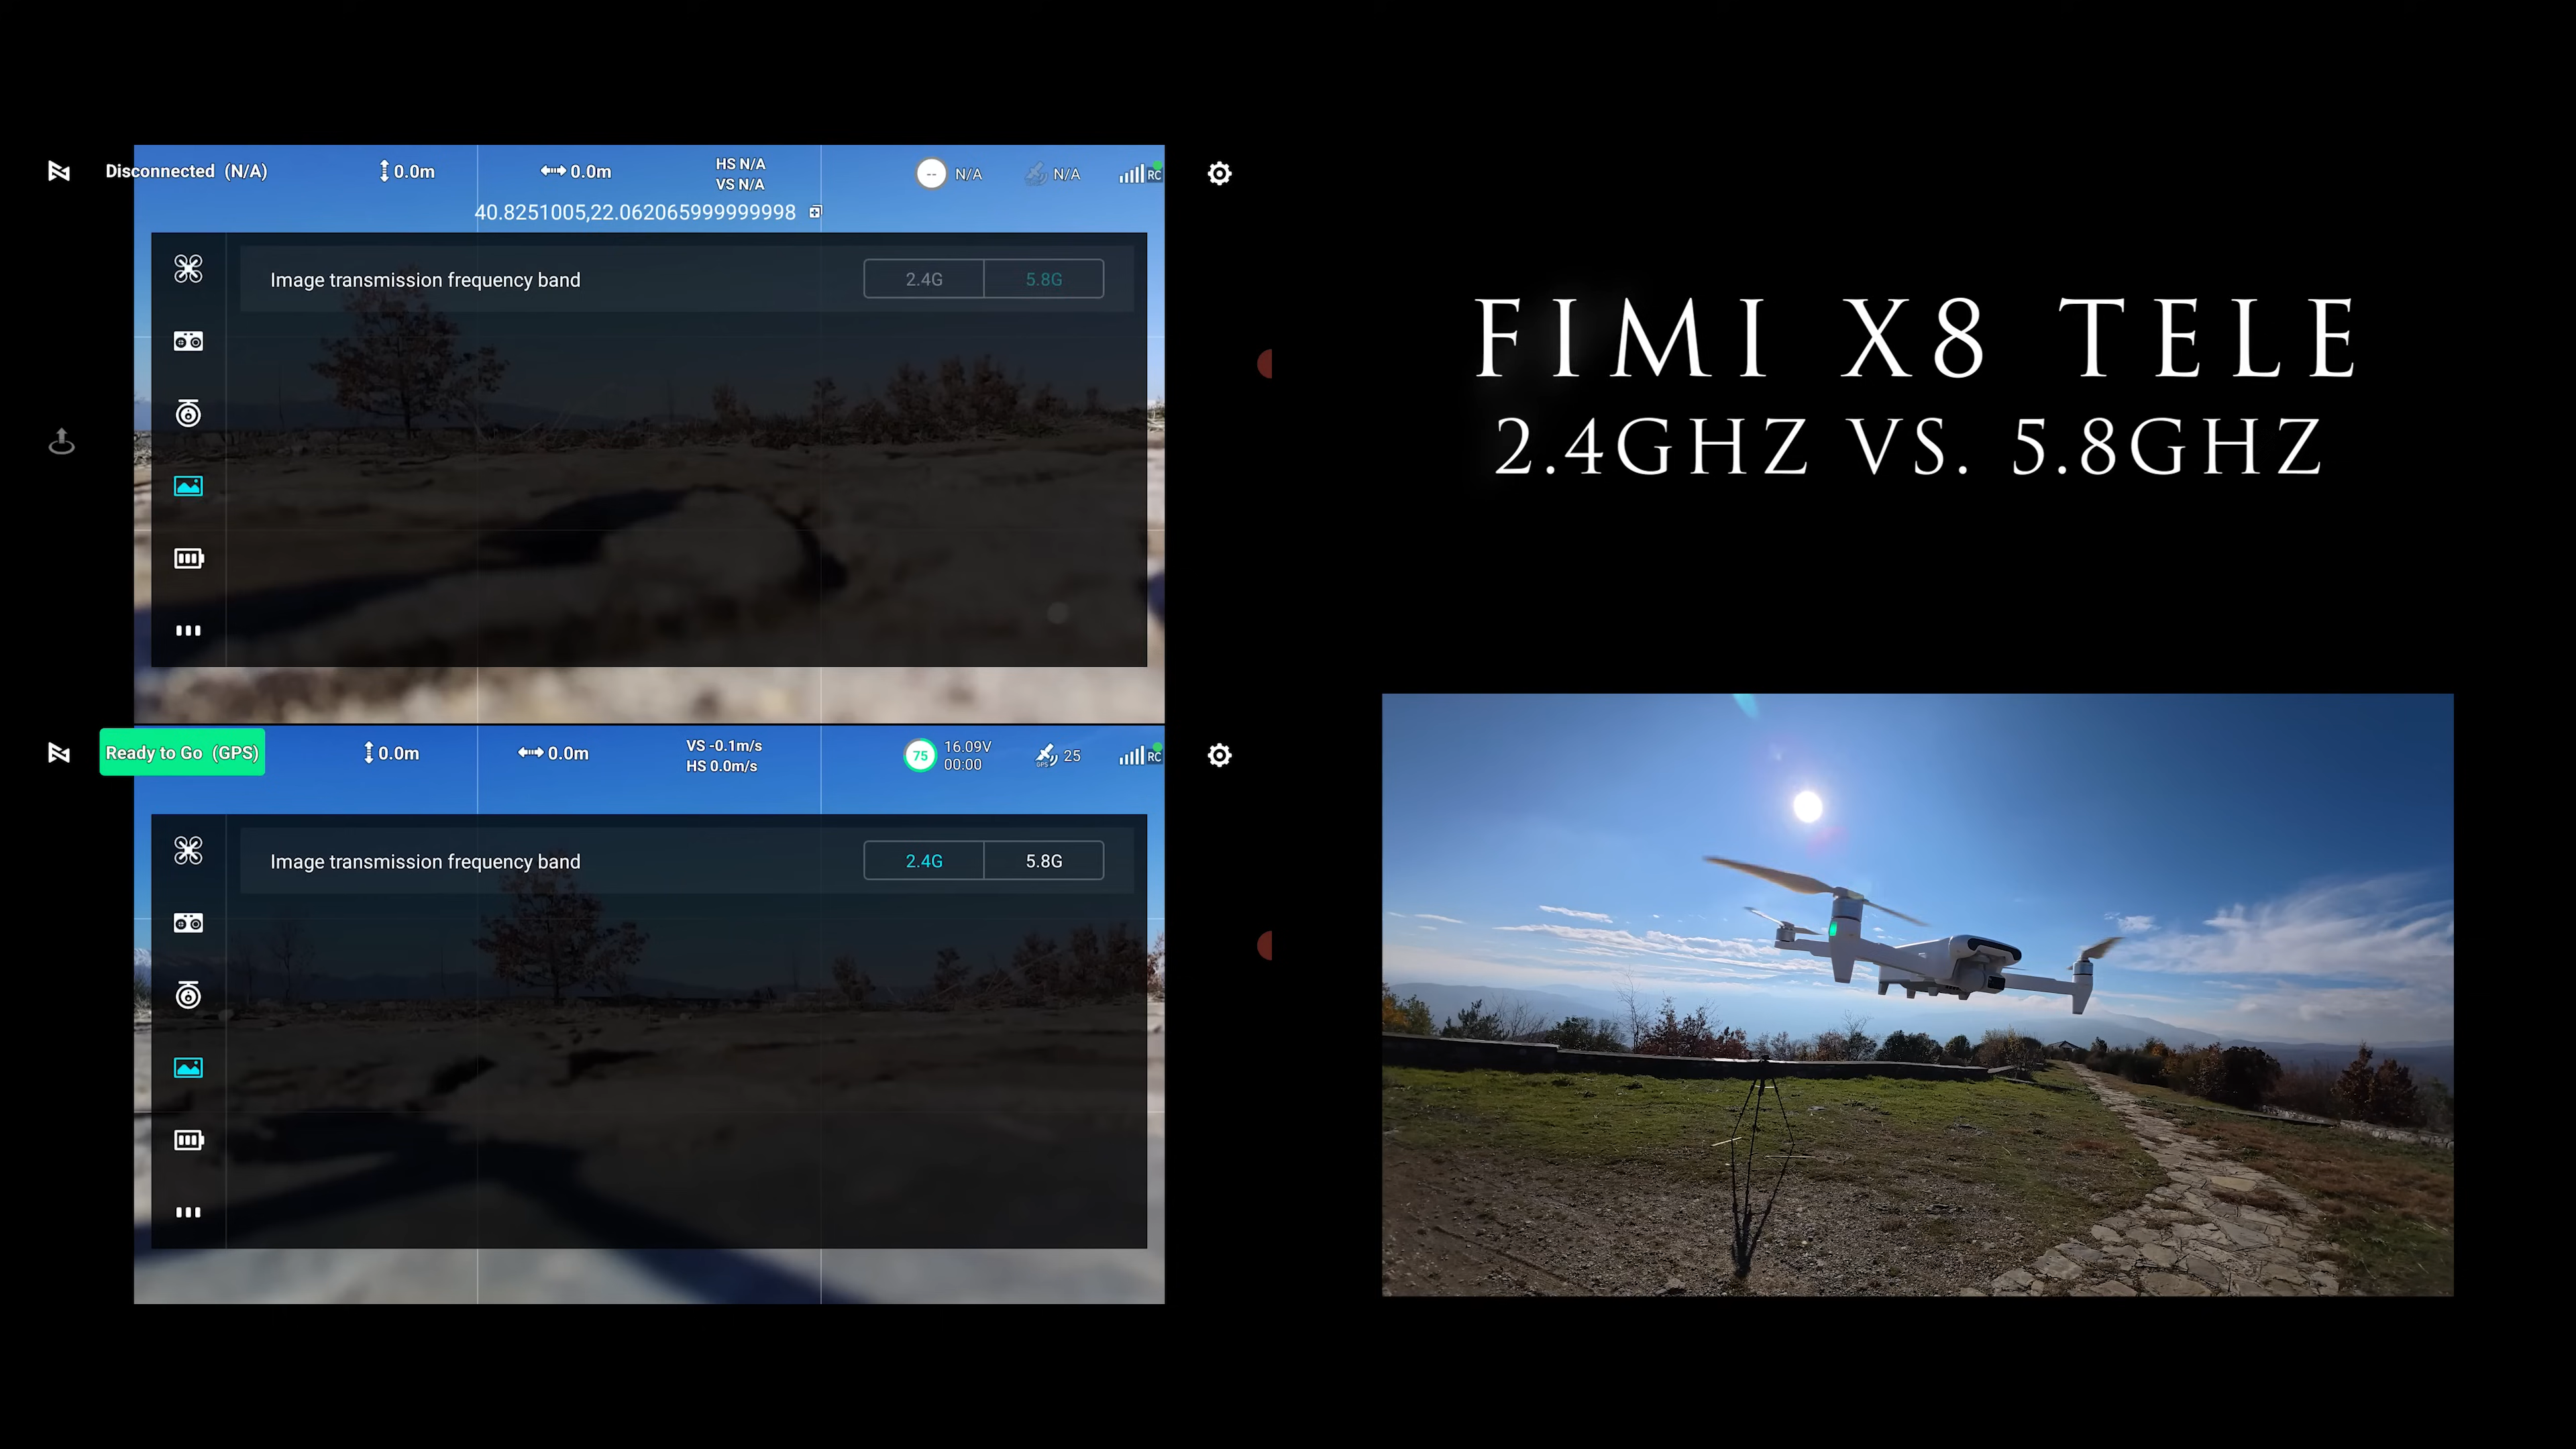 Disconnected (N/A)
0.0m
0.0m
HS N/A
VS N/A
-- N/A
N/A
RC
40.8251005,22.062065999999998
Image transmission frequency band
2.4G
5.8G
FIMI X8 TELE
2.4GHZ VS. 5.8GHZ
Ready to Go (GPS)
0.0m
0.0m
VS -0.1m/s
HS 0.0m/s
75
16.09V
00:00
GPS
25
RC
Image transmission frequency band
2.4G
5.8G